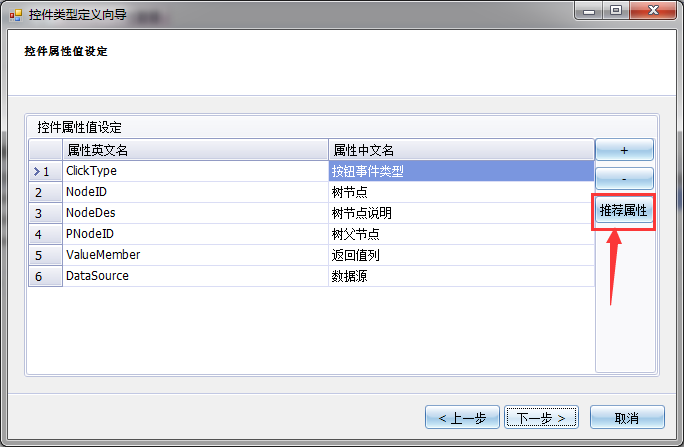 控件类型定义向导
控件属性值设定
控件属性值设定
属性英文名 属性中文名
1 ClickType 按钮事件类型
2 NodeID 树节点
3 NodeDes 树节点说明
4 PNodeID 树父节点
5 ValueMember 返回值列
6 DataSource 数据源
+
-
推荐属性
< 上一步 下一步 > 取消